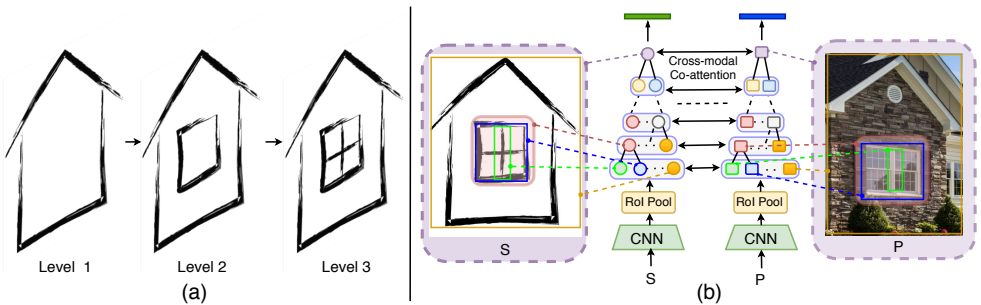 Level 1
Level 2
Level 3
(a)
Cross-modal
Co-attention
RoI Pool
RoI Pool
CNN
CNN
S
P
S
P
(b)